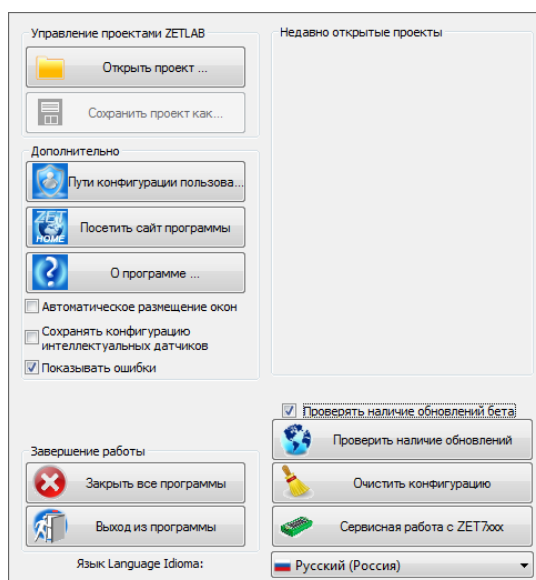 Управление проектами ZETLAB
Открыть проект ...
Сохранить проект как...
Дополнительно
Пути конфигурации пользова...
ZET
HOME
Посетить сайт программы
О программе ...
Автоматическое размещение окон
Сохранять конфигурацию
интеллектуальных датчиков
Показывать ошибки
Завершение работы
Закрыть все программы
Выход из программы
Язык Language Idioma:
Недавно открытые проекты
Проверять наличие обновлений бета
Проверить наличие обновлений
Очистить конфигурацию
Сервисная работа с ZET7xxx
Русский (Россия)